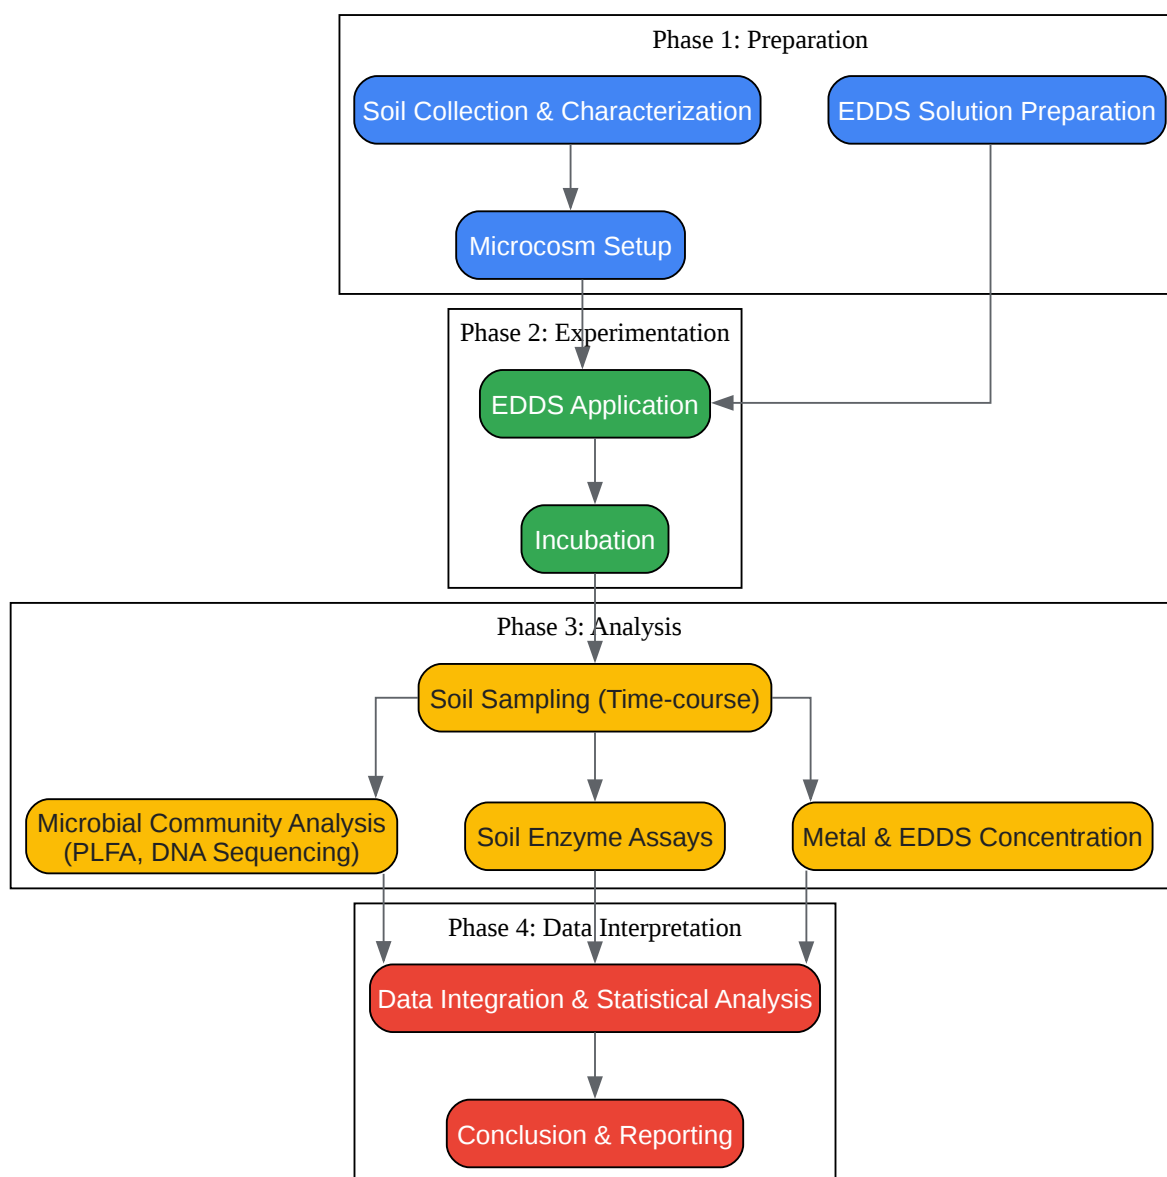 Phase 1: Preparation
Soil Collection & Characterization
EDDS Solution Preparation
Microcosm Setup
Phase 2: Experimentation
EDDS Application
Incubation
Phase 3: Analysis
Soil Sampling (Time-course)
Microbial Community Analysis
(PLFA, DNA Sequencing)
Soil Enzyme Assays
Metal & EDDS Concentration
Phase 4: Data Interpretation
Data Integration & Statistical Analysis
Conclusion & Reporting